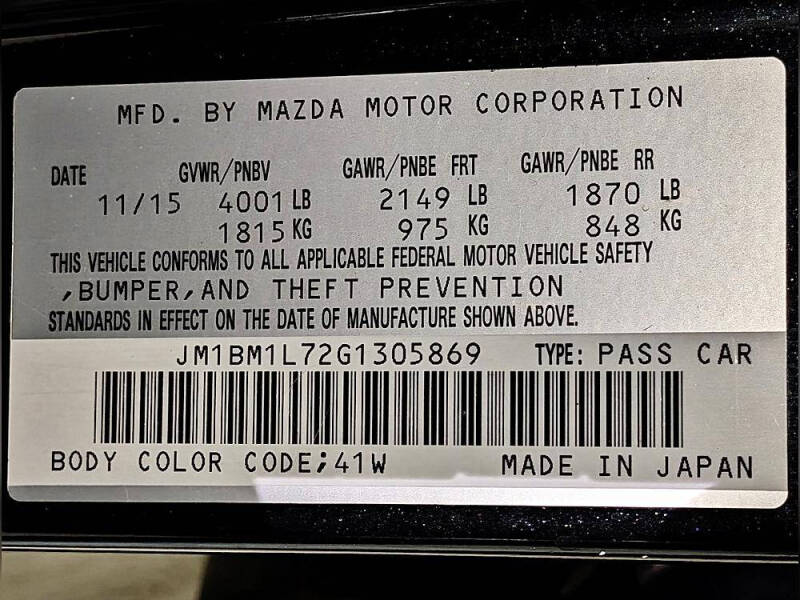 MFD. BY MAZDA MOTOR CORPORATION
DATE GVWR/PNBV GAWR/PNBE FRT GAWR/PNBE RR
11/15 4001 LB 2149 LB 1870 LB
1815 KG 975 KG 848 KG
THIS VEHICLE CONFORMS TO ALL APPLICABLE FEDERAL MOTOR VEHICLE SAFETY
,BUMPER,AND THEFT PREVENTION
STANDARDS IN EFFECT ON THE DATE OF MANUFACTURE SHOWN ABOVE.
JM1BM1L72G1305869 TYPE: PASS CAR
BODY COLOR CODE;41W MADE IN JAPAN